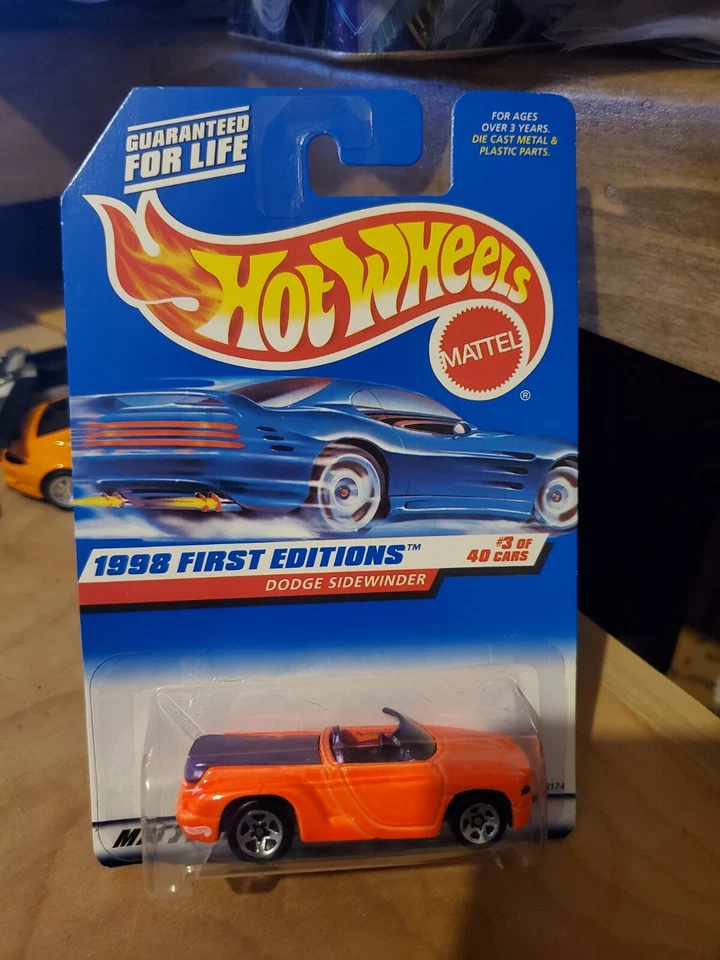 GUARANTEED
FOR LIFE
FOR AGES
OVER 3 YEARS.
DIE CAST METAL &
PLASTIC PARTS.
HOT WHEELS
MATTEL
®
1998 FIRST EDITIONS™
#3 OF
40 CARS
DODGE SIDEWINDER